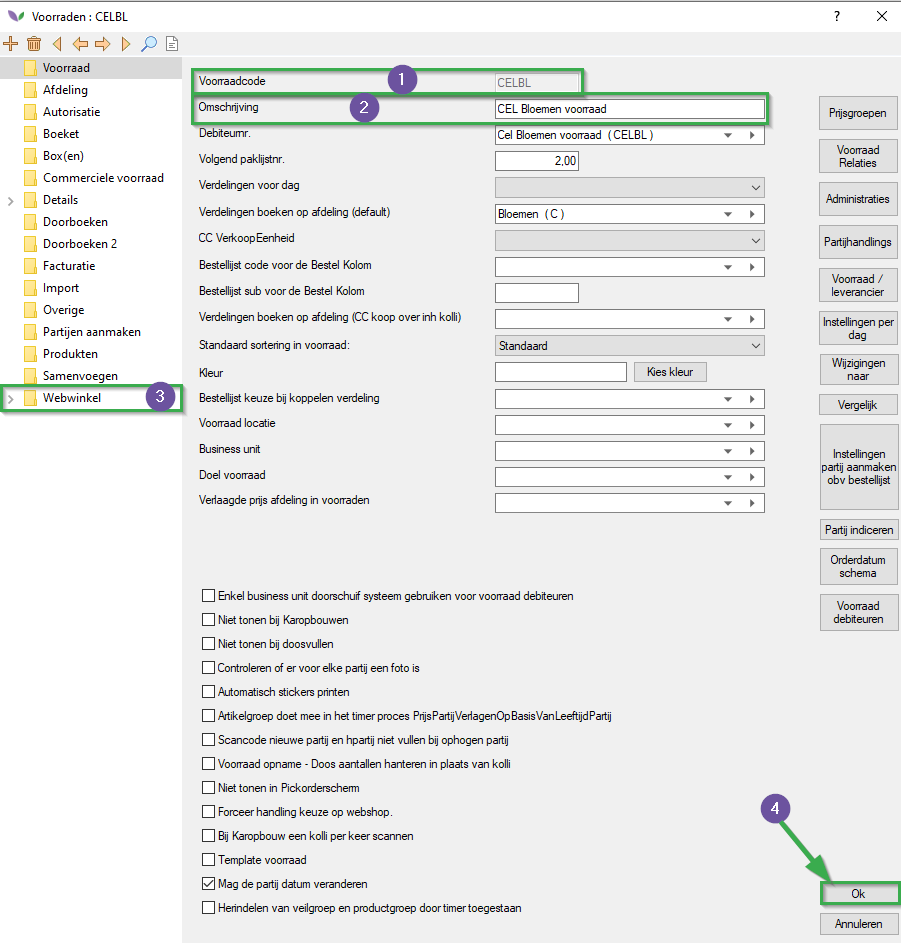 Voorraden : CELBL
?
Voorraad
Afdeling
Autorisatie
Boeket
Box(en)
Commerciele voorraad
Details
Doorboeken
Doorboeken 2
Facturatie
Import
Overige
Partijen aanmaken
Produkten
Samenvoegen
Webwinkel
3
Voorraadcode
1
CELBL
Omschrijving
2
CEL Bloemen voorraad
Debiteurnr.
Cel Bloemen voorraad ( CELBL )
Volgend paklijstnr.
2,00
Verdelingen voor dag
Verdelingen boeken op afdeling (default)
Bloemen ( C )
CC VerkoopEenheid
Bestellijst code voor de Bestel Kolom
Bestellijst sub voor de Bestel Kolom
Verdelingen boeken op afdeling (CC koop over inh kolli)
Standaard sortering in voorraad:
Standaard
Kleur
Kies kleur
Bestellijst keuze bij koppelen verdeling
Voorraad locatie
Business unit
Doel voorraad
Verlaagde prijs afdeling in voorraden
Enkel business unit doorschuif systeem gebruiken voor voorraad debiteuren
Niet tonen bij Karopbouwen
Niet tonen bij doosvullen
Controleren of er voor elke partij een foto is
Automatisch stickers printen
Artikelgroep doet mee in het timer proces PrijsPartijVerlagenOpBasisVanLeeftijdPartij
Scancode nieuwe partij en hpartij niet vullen bij ophogen partij
Voorraad opname - Doos aantallen hanteren in plaats van kolli
Niet tonen in Pickorderscherm
Forceer handling keuze op webshop.
Bij Karopbouw een kolli per keer scannen
Template voorraad
Mag de partij datum veranderen
Herindelen van veilgroep en productgroep door timer toegestaan
Prijsgroepen
Voorraad
Relaties
Administraties
Partijhandlings
Voorraad /
leverancier
Instellingen per
dag
Wijzigingen
naar
Vergelijk
Instellingen
partij aanmaken
obv bestellijst
Partij indiceren
Orderdatum
schema
Voorraad
debiteuren
4
Ok
Annuleren